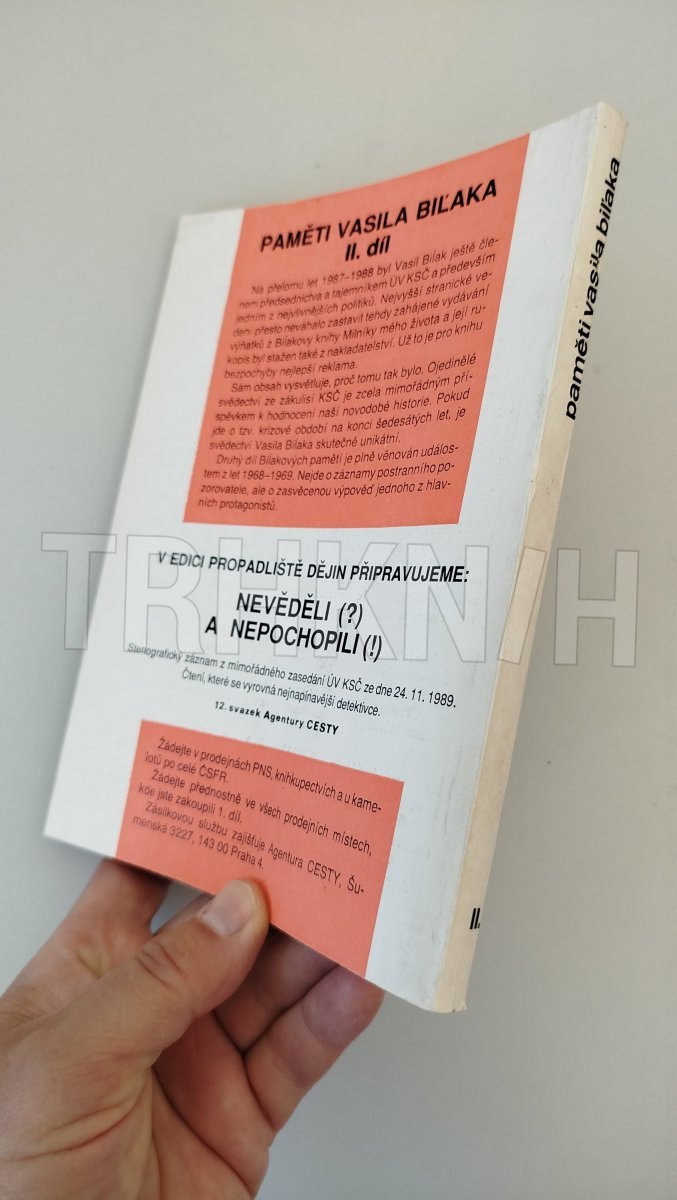 PAMĚTI VASILA BIĽAKA
II. díl
Na přelomu let 1987–1988 byl Vasil Biľak ještě čle-
nem předsednictva a tajemníkem ÚV KSČ a především
jedním z nejvlivnějších politiků. Nejvyšší stranické ve-
dení přesto neváhalo zastavit tehdy zahájené vydávání
výňatků z Biľakovy knihy Milníky mého života a její ru-
kopis byl stažen také z nakladatelství. Už to je pro knihu
bezpochyby nejlepší reklama.
Sám obsah vysvětluje, proč tomu tak bylo. Ojedinělé
svědectví ze zákulisí KSČ je zcela mimořádným pří-
spěvkem k hodnocení naší novodobé historie. Pokud
jde o tzv. krizové období na konci šedesátých let, je
svědectví Vasila Biľaka skutečně unikátní.
Druhý díl Biľakových pamětí je plně věnován událos-
tem z let 1968–1969. Nejde o záznamy postranního po-
zorovatele, ale o zasvěcenou výpověď jednoho z hlav-
ních protagonistů.
V EDICI PROPADLIŠTĚ DĚJIN PŘIPRAVUJEME:
NEVĚDĚLI (?)
A NEPOCHOPILI (!)
Stenografický záznam z mimořádného zasedání ÚV KSČ ze dne 24. 11. 1989.
Čtení, které se vyrovná nejnapínavější detektivce.
12. svazek Agentury CESTY
Žádejte v prodejnách PNS, knihkupectvích a u kame-
lotů po celé ČSFR.
Žádejte přednostně ve všech prodejních místech,
kde jste zakoupili 1. díl.
Zásilkovou službu zajišťuje Agentura CESTY, Šu-
menská 3227, 143 00 Praha 4.
paměti vasila biľaka
II.
TRHKNIH